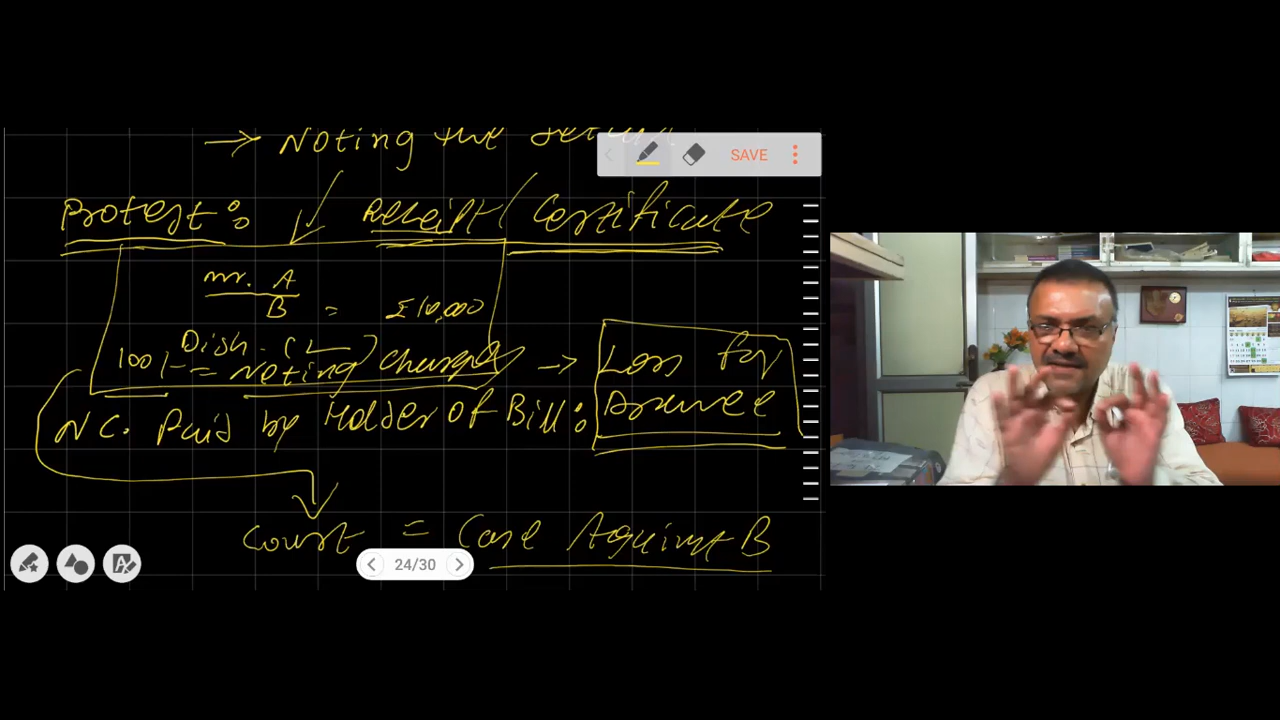 → Noting the
SAVE
Protest : Receipt / Certificate
Mr. A
B = £10,000
Dish. (L)
100/- = Noting Charges → Loss for
N C. Paid by Holder of Bill : Drawee
Court = Case Against B
24/30